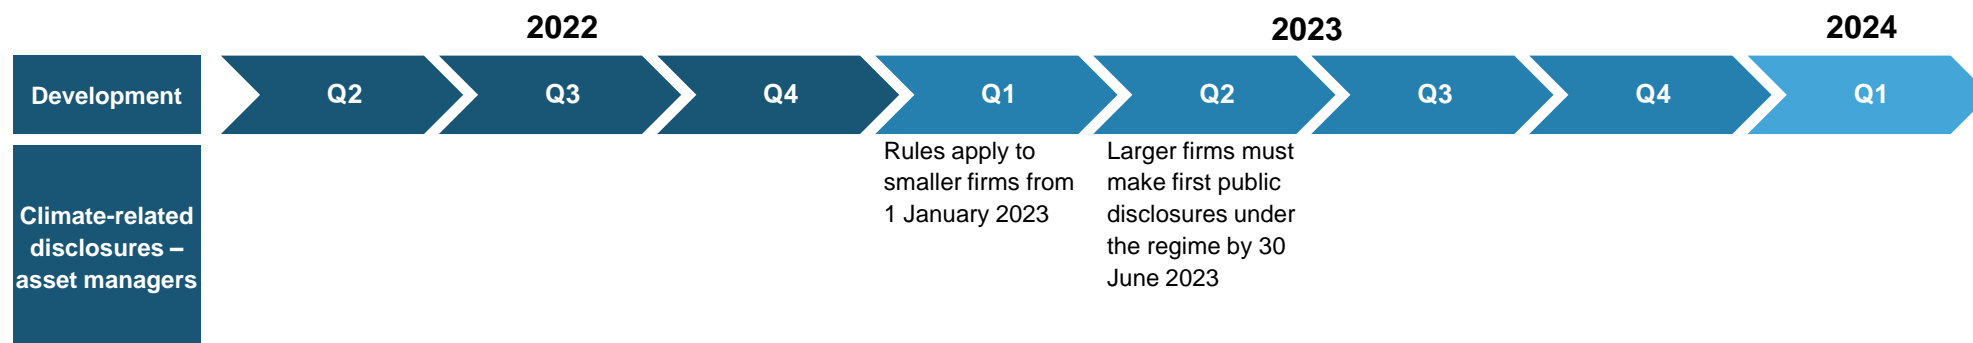 2022
2023
2024
Development
Q2
Q3
Q4
Q1
Q2
Q3
Q4
Q1
Climate-related
disclosures –
asset managers
Rules apply to
smaller firms from
1 January 2023
Larger firms must
make first public
disclosures under
the regime by 30
June 2023